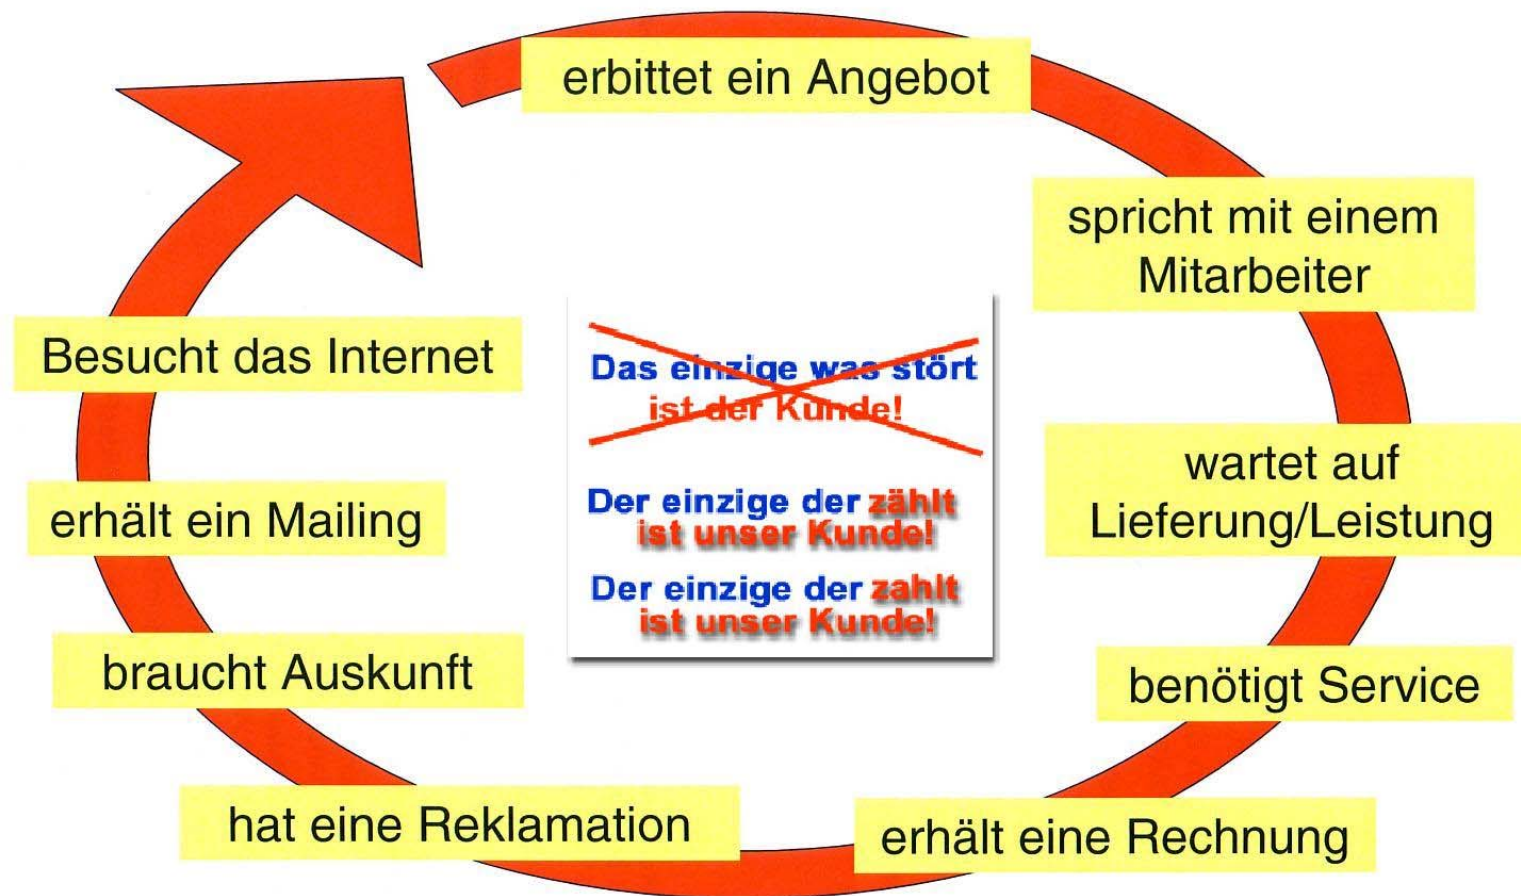 erbittet ein Angebot
spricht mit einem
Mitarbeiter
wartet auf
Lieferung/Leistung
benötigt Service
erhält eine Rechnung
hat eine Reklamation
braucht Auskunft
erhält ein Mailing
Besucht das Internet
Das einzige was stört
ist der Kunde!
Der einzige der zählt
ist unser Kunde!
Der einzige der zahlt
ist unser Kunde!